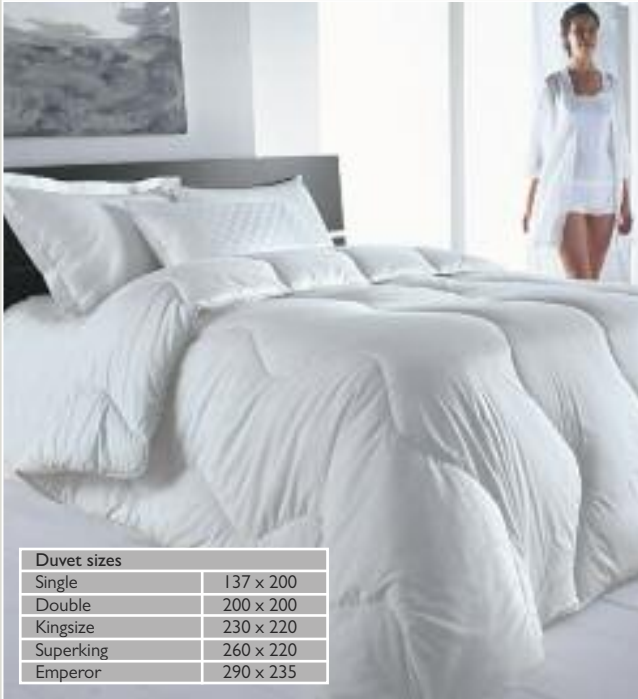 Duvet sizes
Single 137 x 200
Double 200 x 200
Kingsize 230 x 220
Superking 260 x 220
Emperor 290 x 235